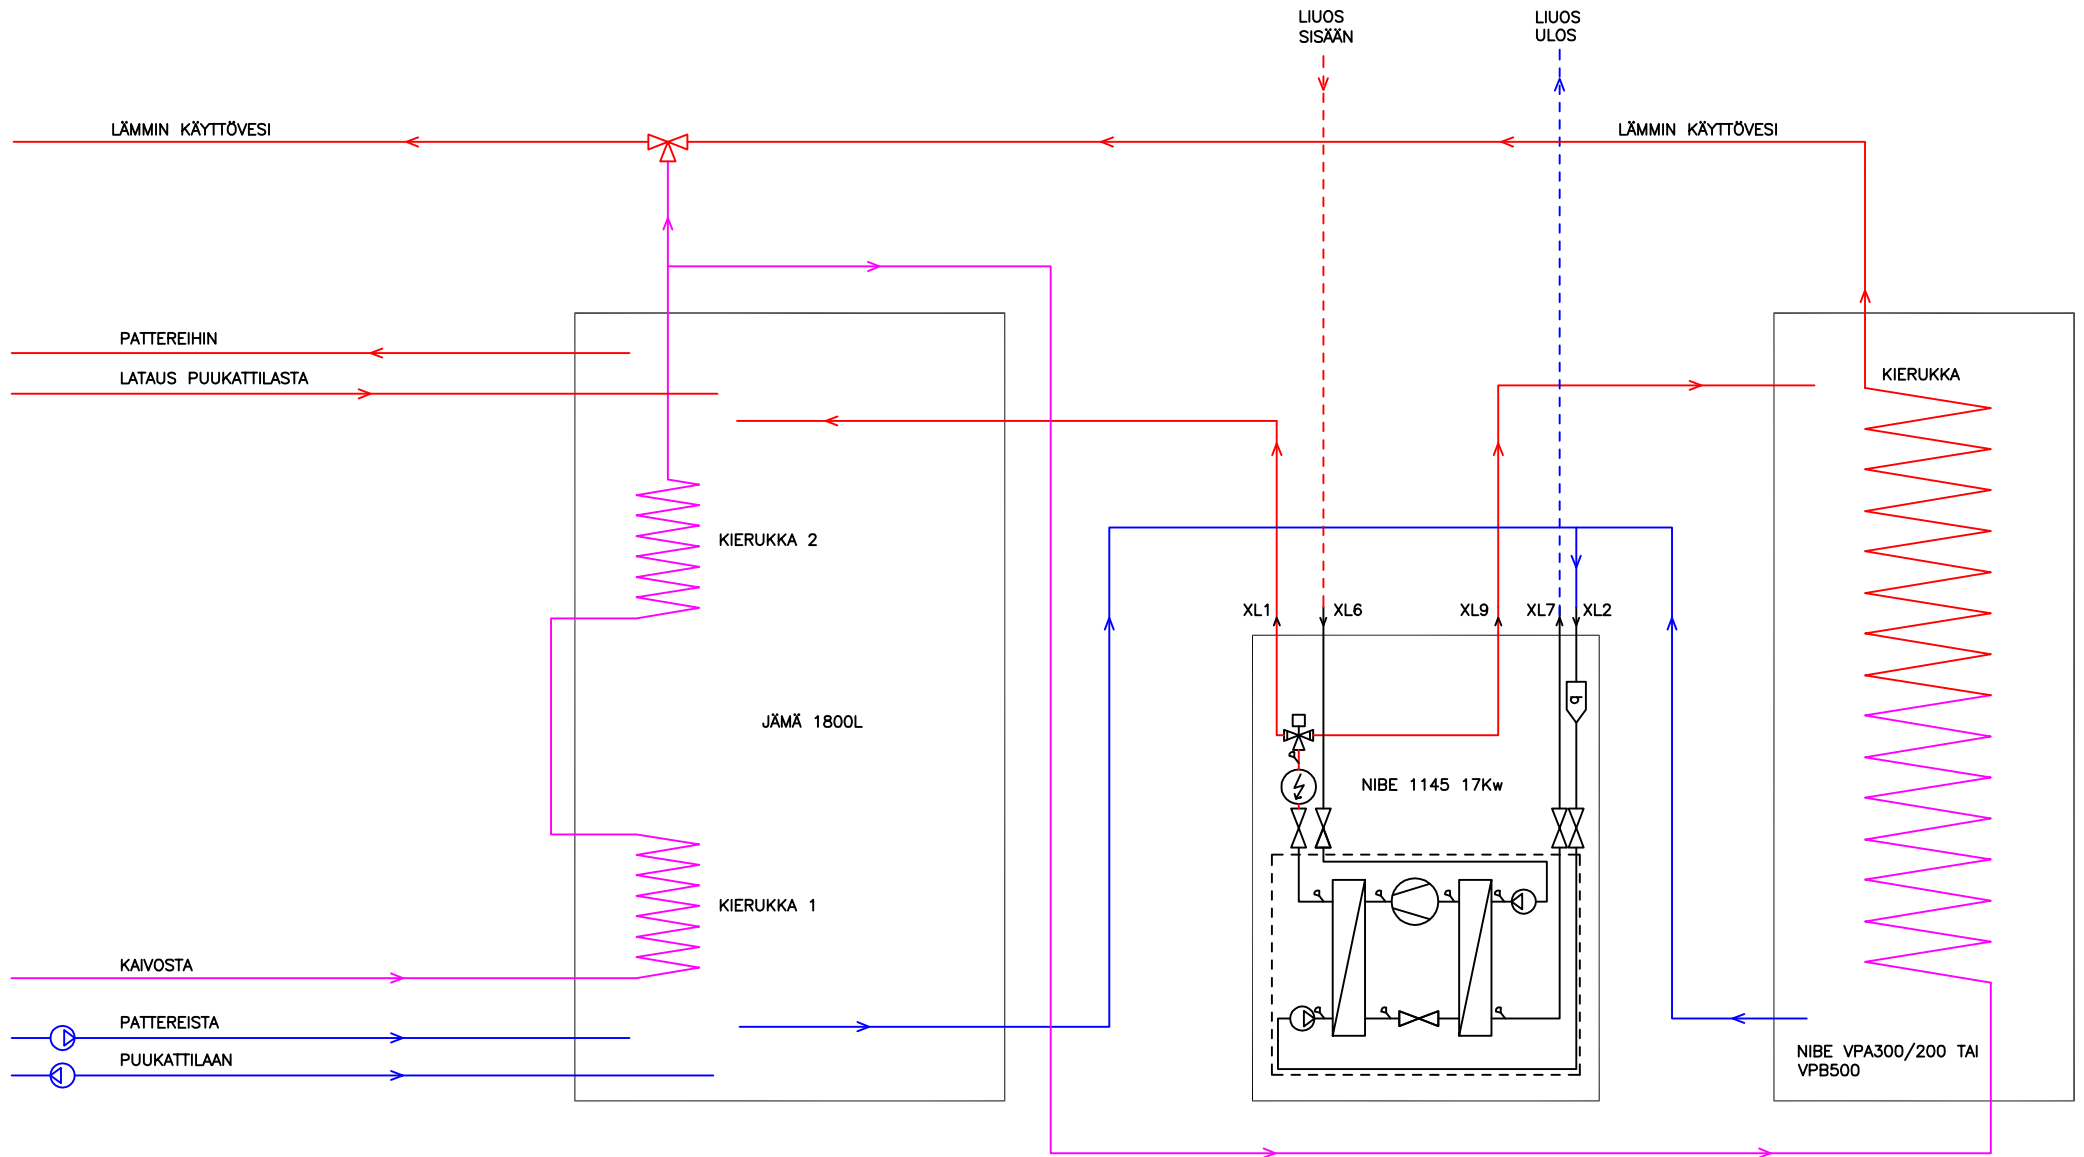 LIUOS
SISÄÄN
LIUOS
ULOS
LÄMMIN KÄYTTÖVESI
LÄMMIN KÄYTTÖVESI
PATTEREIHIN
LATAUS PUUKATTILASTA
KIERUKKA
KIERUKKA 2
XL1
XL6
XL9
XL7
XL2
JÄMÄ 1800L
NIBE 1145 17Kw
KIERUKKA 1
KAIVOSTA
PATTEREISTA
PUUKATTILAAN
NIBE VPA300/200 TAI
VPB500